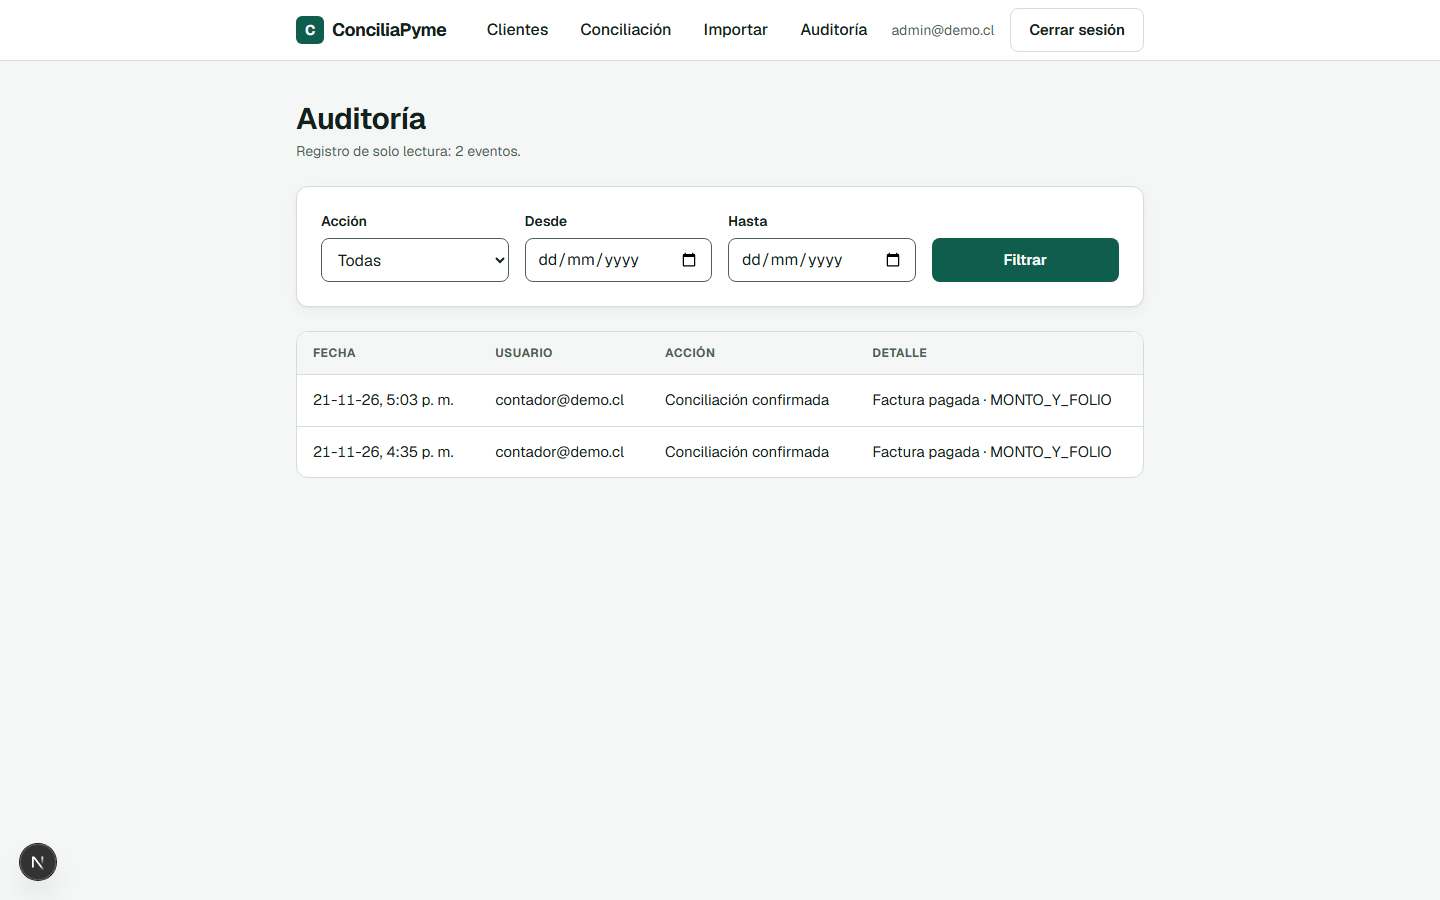 C ConciliaPyme Clientes Conciliación Importar Auditoría admin@demo.cl Cerrar sesión
Auditoría
Registro de solo lectura: 2 eventos.
Acción Desde Hasta
Todas dd/mm/yyyy dd/mm/yyyy Filtrar
FECHA USUARIO ACCIÓN DETALLE
21-11-26, 5:03 p. m. contador@demo.cl Conciliación confirmada Factura pagada · MONTO_Y_FOLIO
21-11-26, 4:35 p. m. contador@demo.cl Conciliación confirmada Factura pagada · MONTO_Y_FOLIO
N